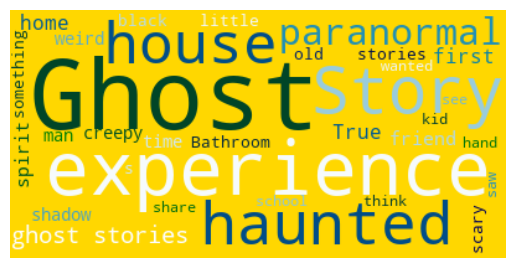 home
black
little
weird
house
paranormal
something
old
stories
first
wanted
Ghost
Story
see
kid
man
creepy
time
Bathroom
True
friend
hand
spirit
experience
s
saw
shadow
share
school
think
haunted
scary
ghost stories